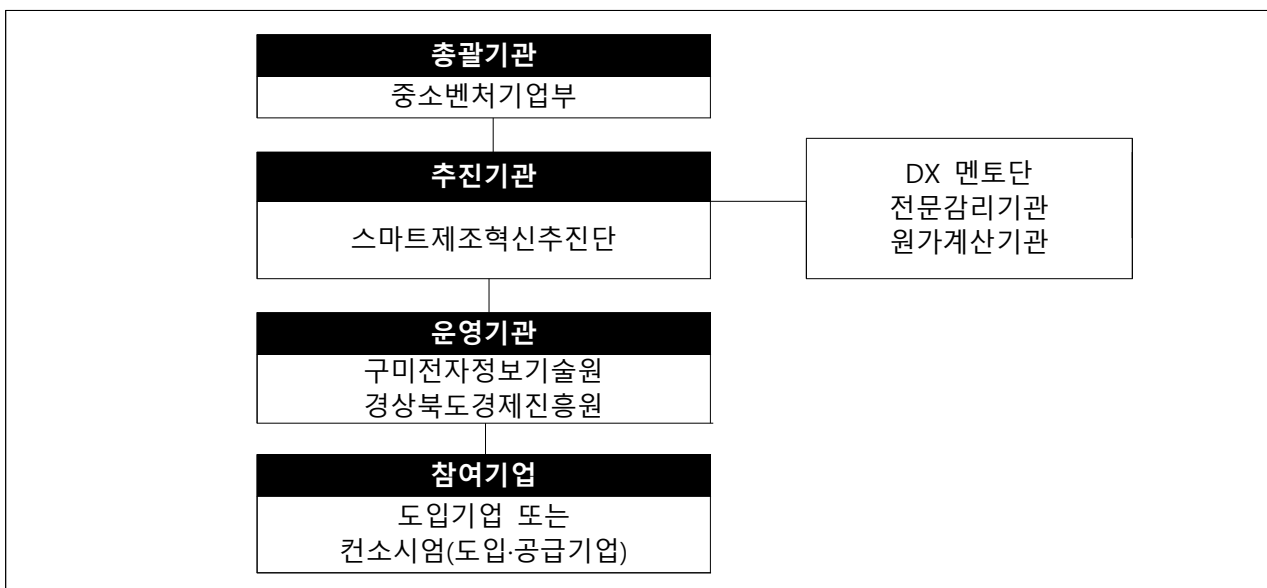 총괄기관
중소벤처기업부
추진기관
스마트제조혁신추진단
DX 멘토단
전문감리기관
원가계산기관
운영기관
구미전자정보기술원
경상북도경제진흥원
참여기업
도입기업 또는
컨소시엄(도입·공급기업)